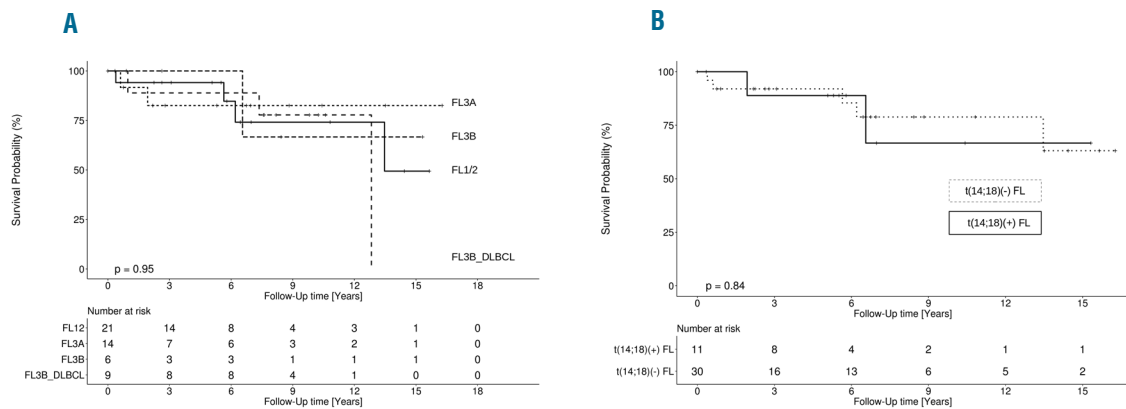 A
Survival Probability (%)
100
75
50
25
0
FL3A
FL3B
FL1/2
FL3B_DLBCL
p = 0.95
0 3 6 9 12 15 18
Follow-Up time [Years]
Number at risk
FL12 21 14 8 4 3 1 0
FL3A 14 7 6 3 2 1 0
FL3B 6 3 3 1 1 1 0
FL3B_DLBCL 9 8 8 4 1 0 0
0 3 6 9 12 15 18
Follow-Up time [Years]
B
Survival Probability (%)
100
75
50
25
0
t(14;18)(-) FL
t(14;18)(+) FL
p = 0.84
0 3 6 9 12 15
Follow-Up time [Years]
Number at risk
t(14;18)(+) FL 11 8 4 2 1 1
t(14;18)(-) FL 30 16 13 6 5 2
0 3 6 9 12 15
Follow-Up time [Years]